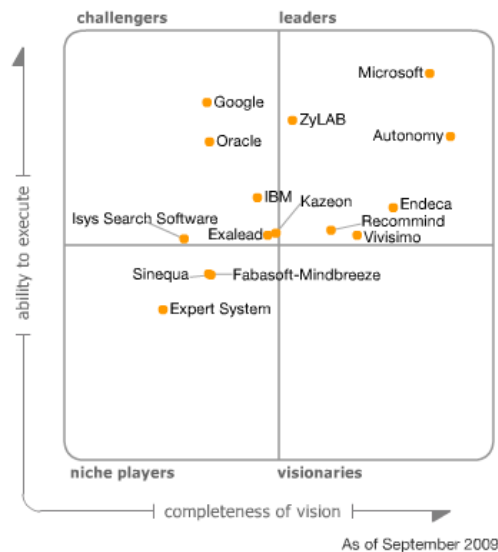 challengers
leaders
Microsoft
Google
ZyLAB
Oracle
Autonomy
IBM
Kazeon
Endeca
Isys Search Software
Recommind
Exalead
Vivisimo
Sinequa
Fabasoft-Mindbreeze
Expert System
niche players
visionaries
ability to execute
completeness of vision
As of September 2009